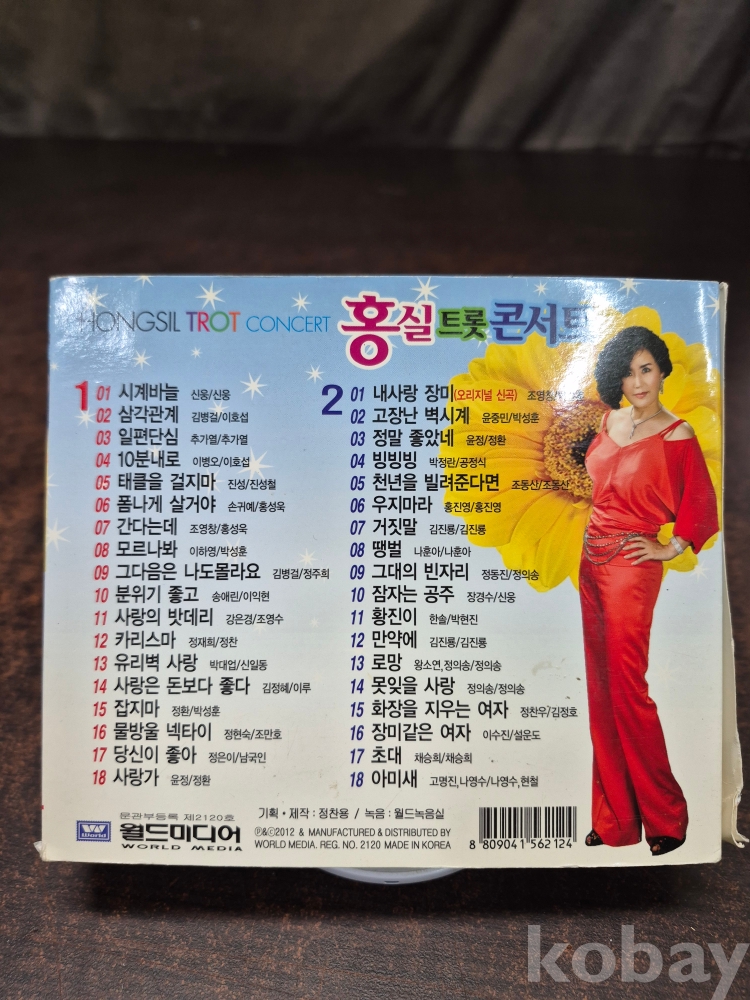 HONGSIL TROT CONCERT 홍실 트롯 콘서트
1
01 시계바늘 신웅/신웅
02 삼각관계 김병걸/이호섭
03 일편단심 추가열/추가열
04 10분내로 이병오/이호섭
05 태클을 걸지마 진성/진성철
06 폼나게 살거야 손귀예/홍성욱
07 간다는데 조영창/홍성욱
08 모르나봐 이하영/박성훈
09 그다음은 나도몰라요 김병걸/정주희
10 분위기 좋고 송애린/이익현
11 사랑의 밧데리 강은경/조영수
12 카리스마 정재희/정찬
13 유리벽 사랑 박대업/신일동
14 사랑은 돈보다 좋다 김정혜/이루
15 잡지마 정환/박성훈
16 물방울 넥타이 정현숙/조만호
17 당신이 좋아 정은이/남국인
18 사랑가 윤정/정환
2
01 내사랑 장미(오리지널 신곡) 조영창/
02 고장난 벽시계 윤중민/박성훈
03 정말 좋았네 윤정/정환
04 빙빙빙 박정란/공정식
05 천년을 빌려준다면 조동산/조동산
06 우지마라 홍진영/홍진영
07 거짓말 김진룡/김진룡
08 땡벌 나훈아/나훈아
09 그대의 빈자리 정동진/정의송
10 잠자는 공주 장경수/신웅
11 황진이 한솔/박현진
12 만약에 김진룡/김진룡
13 로망 왕소연,정의송/정의송
14 못잊을 사랑 정의송/정의송
15 화장을 지우는 여자 정찬우/김정호
16 장미같은 여자 이수진/설운도
17 초대 채승희/채승희
18 아미새 고명진,나영수/나영수,현철
문관부등록 제2120호
World 월드미디어
WORLD MEDIA
기획·제작 : 정찬용 / 녹음 : 월드녹음실
℗&©2012 & MANUFACTURED & DISTRIBUTED BY
WORLD MEDIA. REG. NO. 2120 MADE IN KOREA
8 809041 562124
kobay